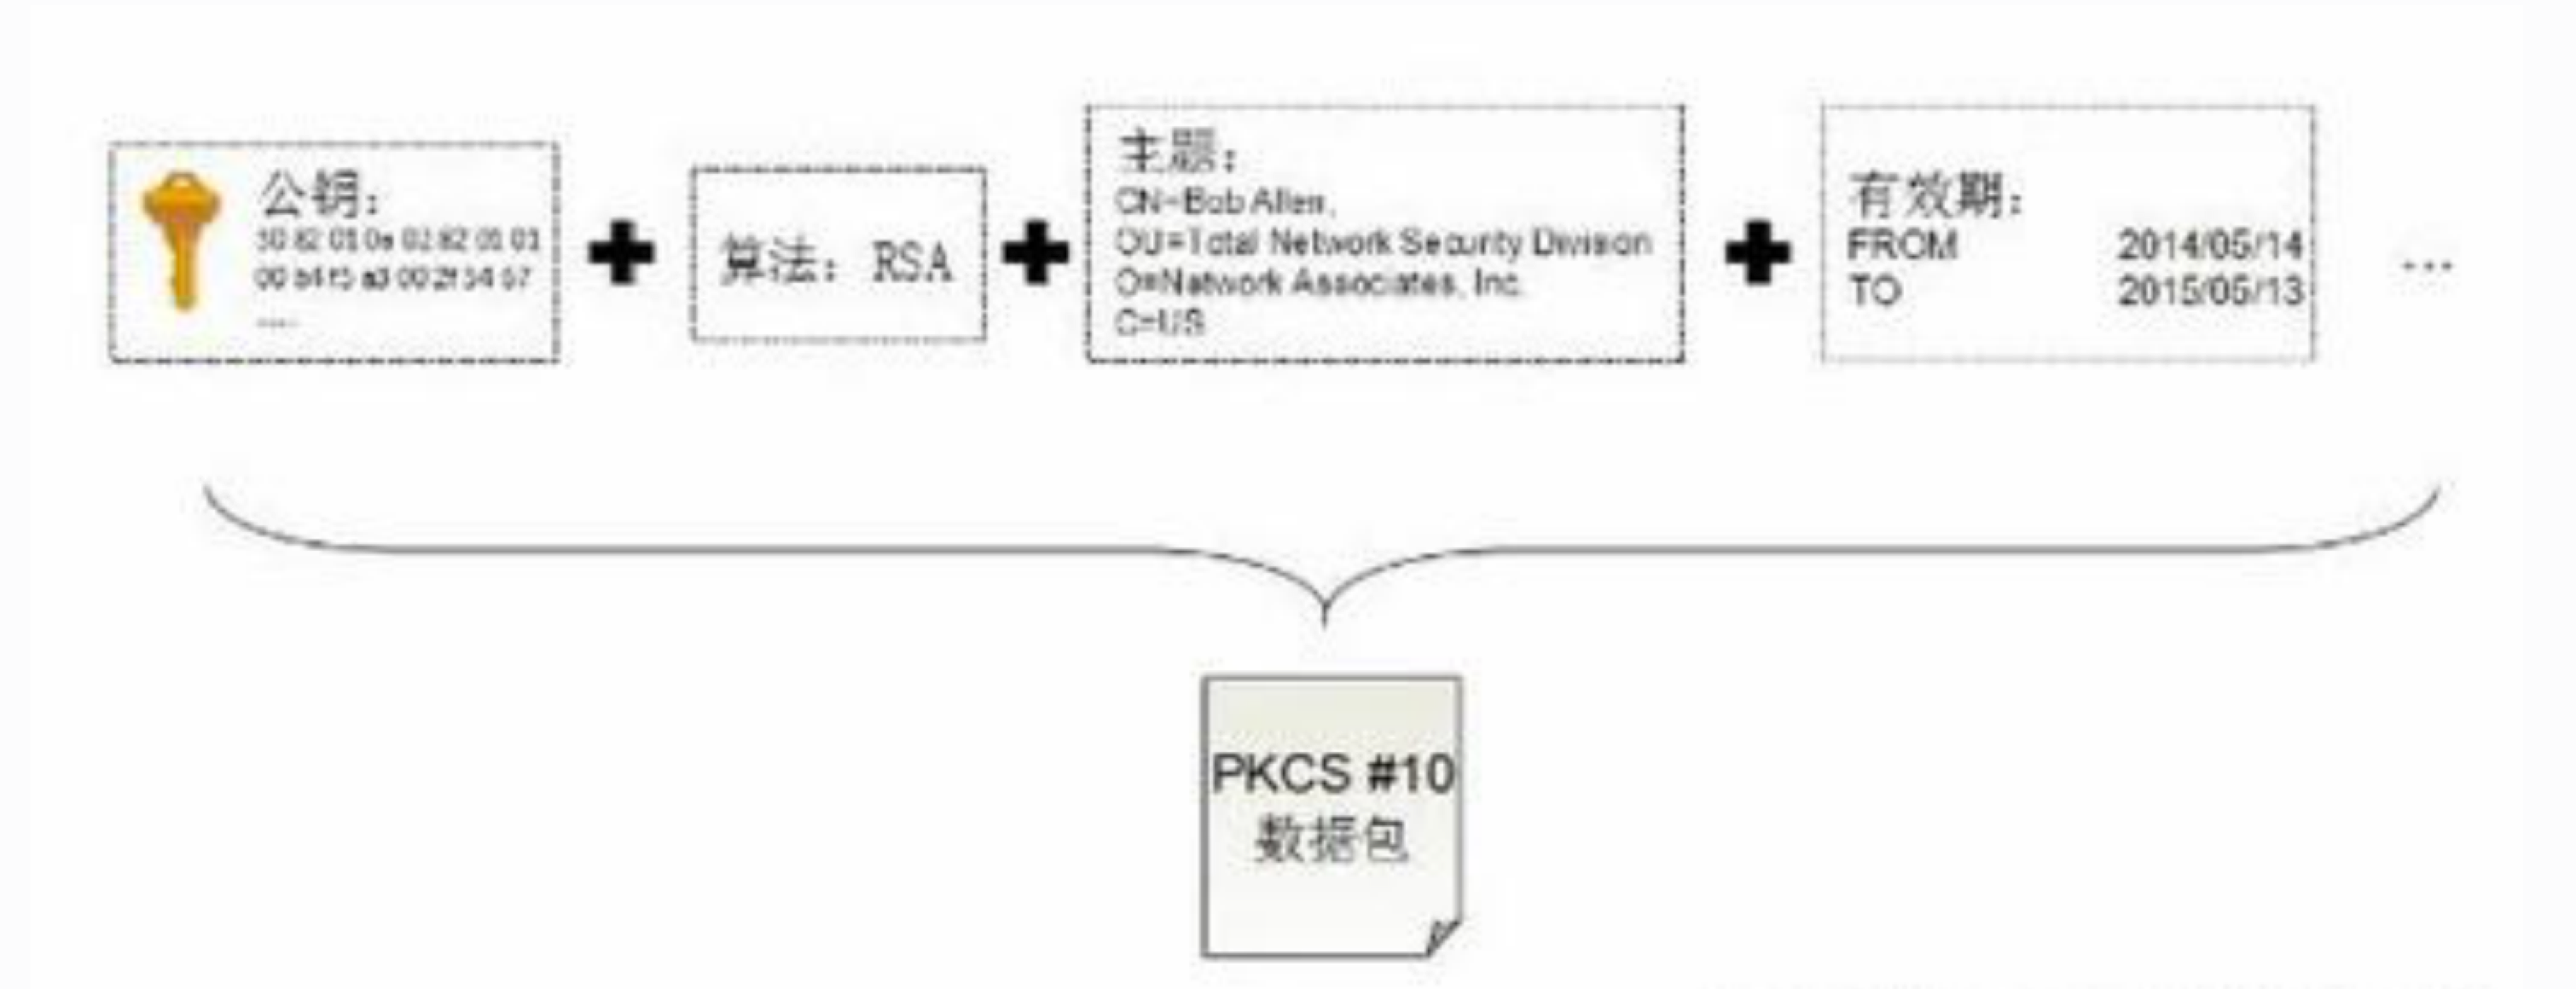 公钥：
30 82 01 0a 02 82 01 01
00 b4 f5 a3 00 2f 54 67
....
算法：RSA
主题：
CN=Bob Allen,
OU=Total Network Security Division
O=Network Associates, Inc.
C=US
有效期：
FROM 2014/05/14
TO 2015/05/13
...
PKCS #10
数据包